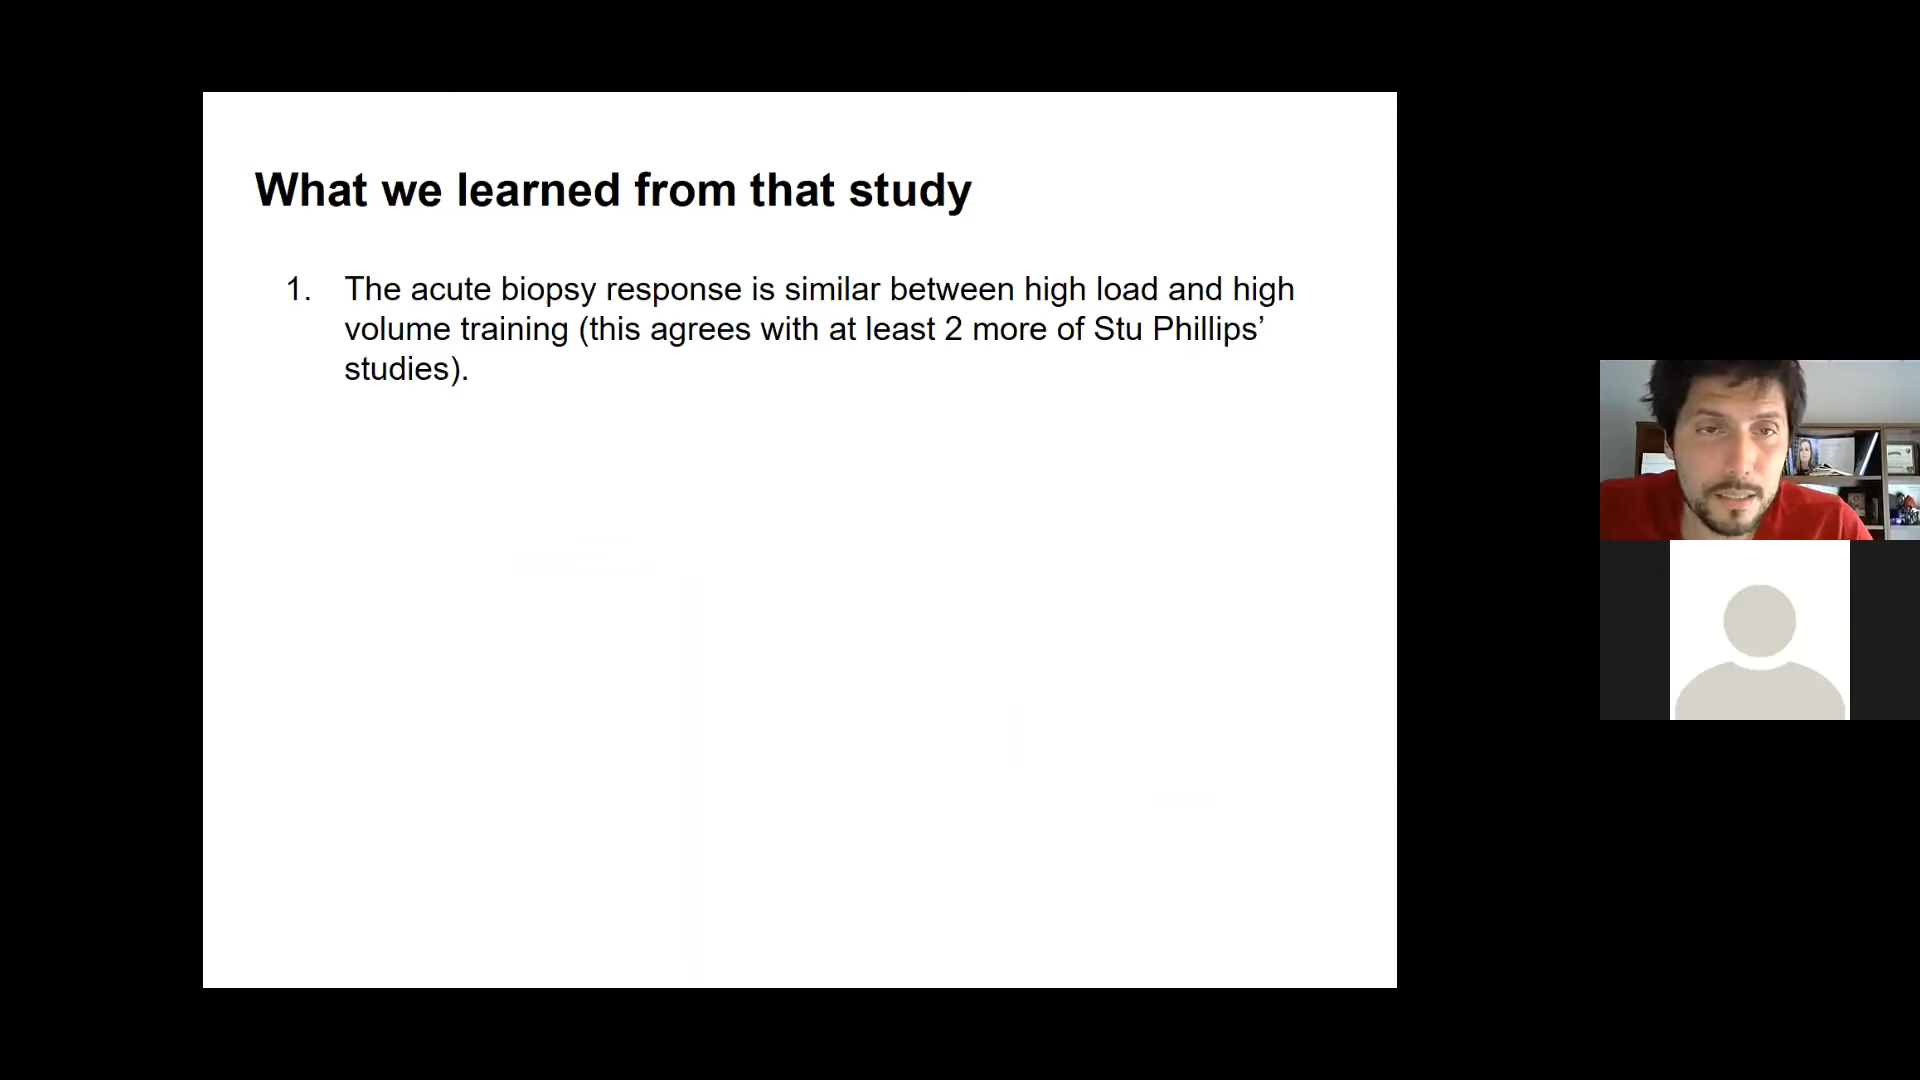 What we learned from that study
1. The acute biopsy response is similar between high load and high
volume training (this agrees with at least 2 more of Stu Phillips’
studies).